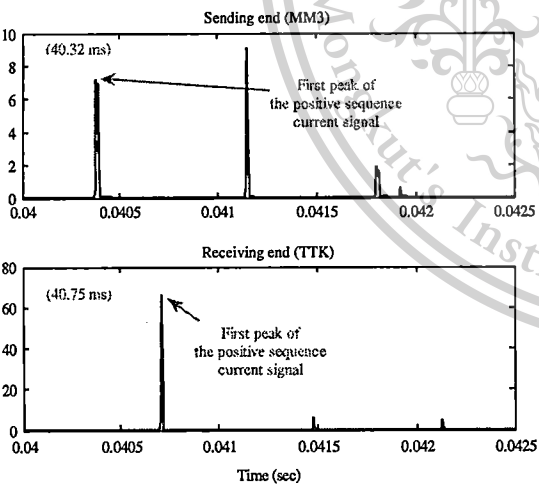 Sending end (MM3)
10
8
6
4
2
0
(40.32 ms)
First peak of
the positive sequence
current signal
0.04 0.0405 0.041 0.0415 0.042 0.0425
Receiving end (TTK)
80
60
40
20
0
(40.75 ms)
First peak of
the positive sequence
current signal
0.04 0.0405 0.041 0.0415 0.042 0.0425
Time (sec)
Mongkut's Insti